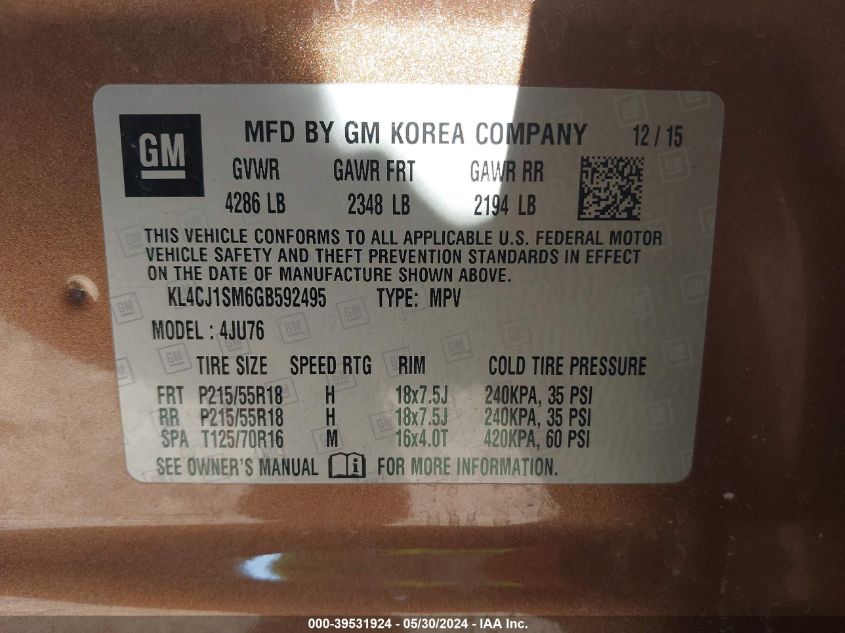 GM
MFD BY GM KOREA COMPANY 12 / 15
GVWR GAWR FRT GAWR RR
4286 LB 2348 LB 2194 LB
THIS VEHICLE CONFORMS TO ALL APPLICABLE U.S. FEDERAL MOTOR
VEHICLE SAFETY AND THEFT PREVENTION STANDARDS IN EFFECT
ON THE DATE OF MANUFACTURE SHOWN ABOVE.
KL4CJ1SM6GB592495 TYPE: MPV
MODEL : 4JU76
TIRE SIZE SPEED RTG RIM COLD TIRE PRESSURE
FRT P215/55R18 H 18x7.5J 240KPA, 35 PSI
RR P215/55R18 H 18x7.5J 240KPA, 35 PSI
SPA T125/70R16 M 16x4.0T 420KPA, 60 PSI
SEE OWNER'S MANUAL FOR MORE INFORMATION.
000-39531924 - 05/30/2024 - IAA Inc.